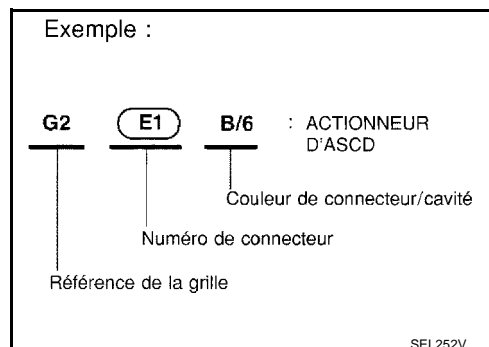 Exemple :
G2 E1 B/6 : ACTIONNEUR
D'ASCD
Couleur de connecteur/cavité
Numéro de connecteur
Référence de la grille
SEL252V